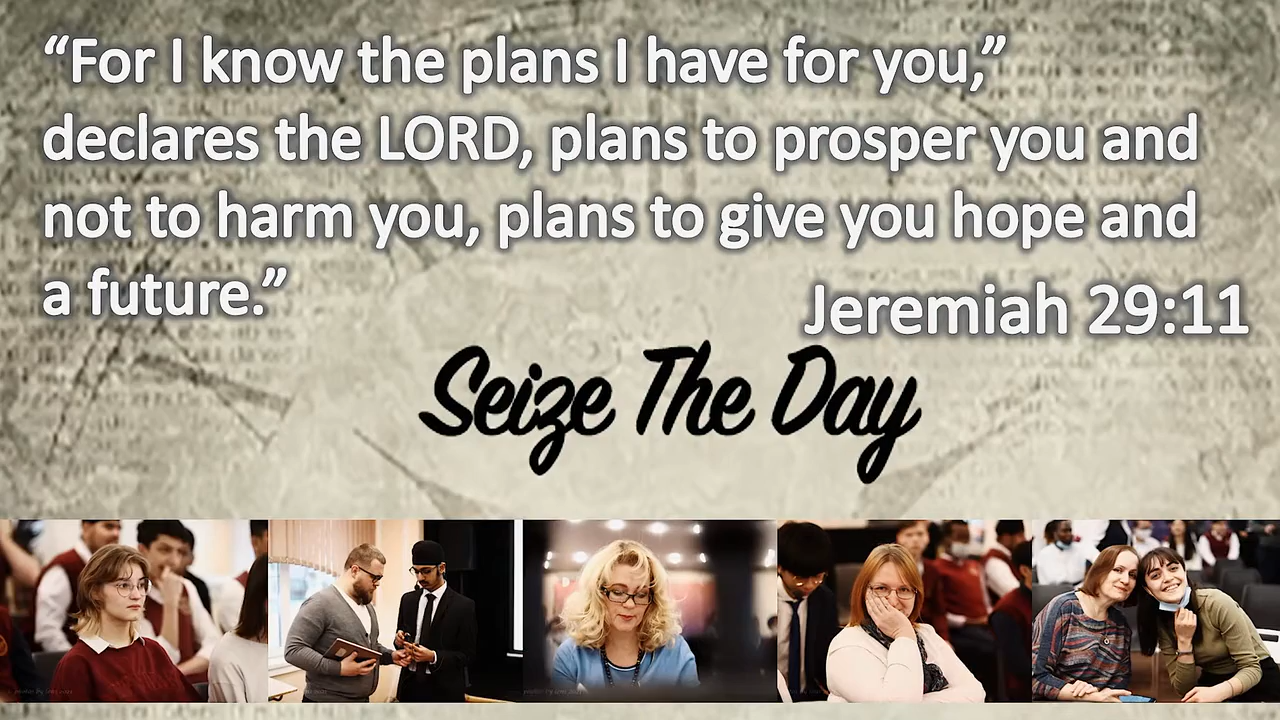 “For I know the plans I have for you,”
declares the LORD, plans to prosper you and
not to harm you, plans to give you hope and
a future.”
Jeremiah 29:11
Seize The Day